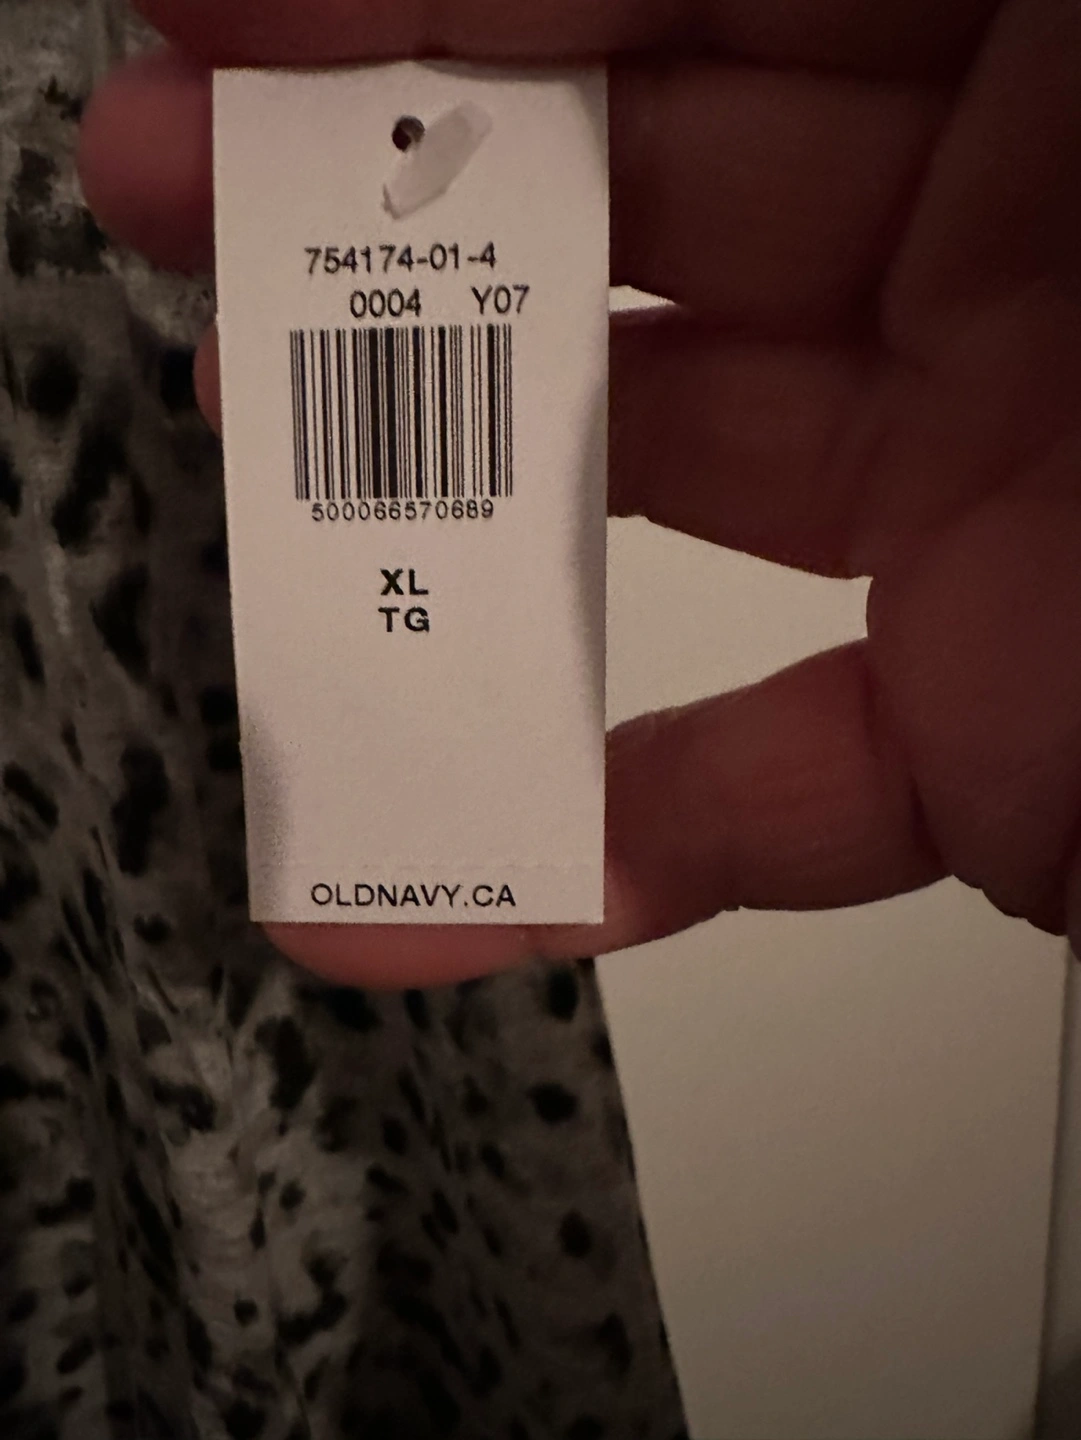 754174-01-4
0004 Y07
500066570689
XL
TG
OLDNAVY.CA